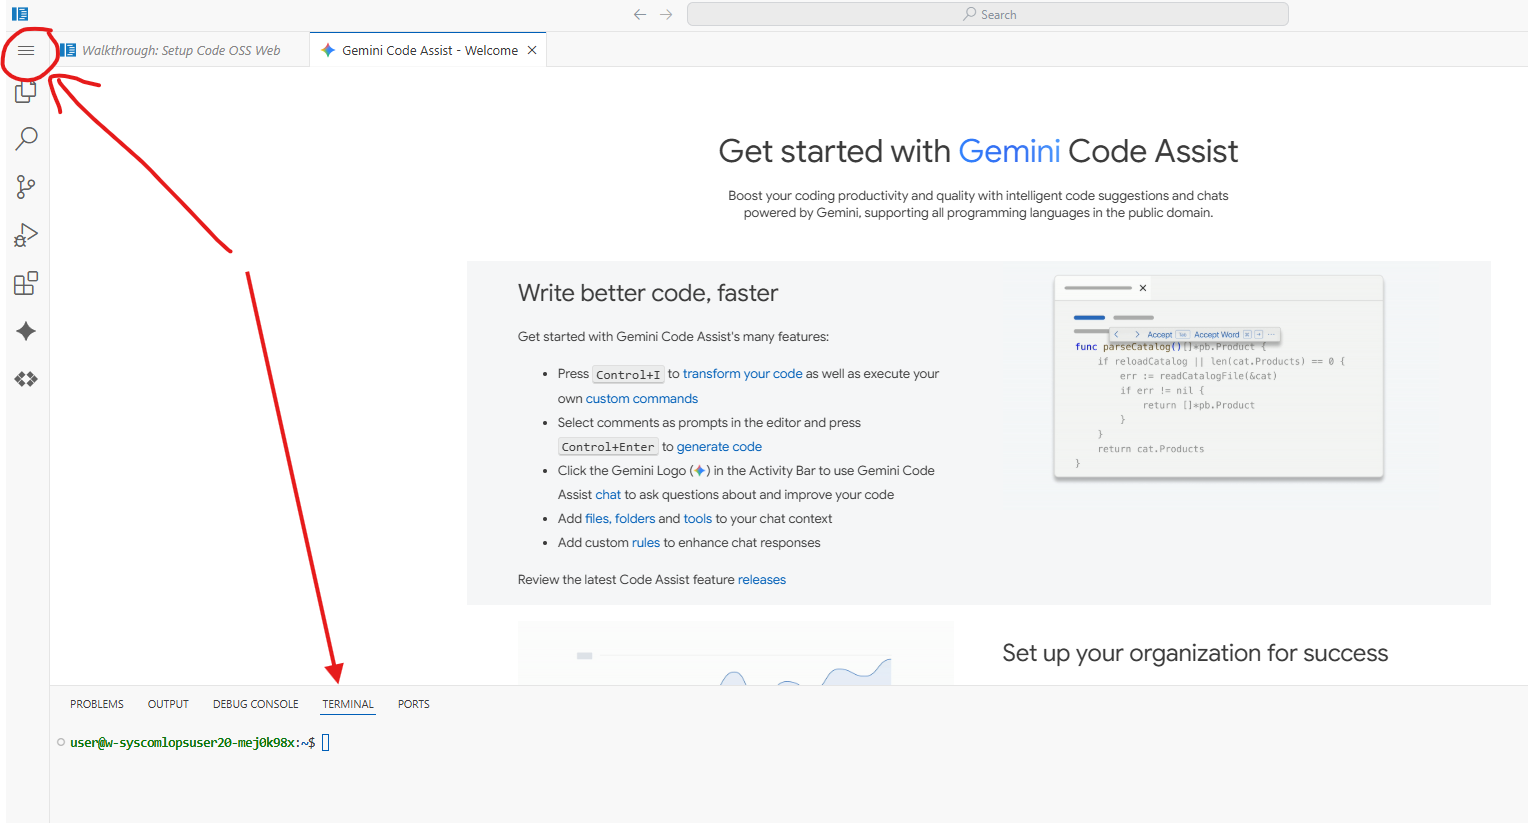 Search
Walkthrough: Setup Code OSS Web
Gemini Code Assist - Welcome
Get started with Gemini Code Assist
Boost your coding productivity and quality with intelligent code suggestions and chats
powered by Gemini, supporting all programming languages in the public domain.
Write better code, faster
Get started with Gemini Code Assist's many features:
Press Control+I to transform your code as well as execute your
own custom commands
Select comments as prompts in the editor and press
Control+Enter to generate code
Click the Gemini Logo ( ) in the Activity Bar to use Gemini Code
Assist chat to ask questions about and improve your code
Add files, folders and tools to your chat context
Add custom rules to enhance chat responses
Review the latest Code Assist feature releases
< > Accept Tab Accept Word ...
func parseCatalog()[]*pb.Product {
if reloadCatalog || len(cat.Products) == 0 {
err := readCatalogFile(&cat)
if err != nil {
return []*pb.Product
}
}
return cat.Products
}
Set up your organization for success
PROBLEMS OUTPUT DEBUG CONSOLE TERMINAL PORTS
user@w-syscomlopsuser20-mej0k98x:~$